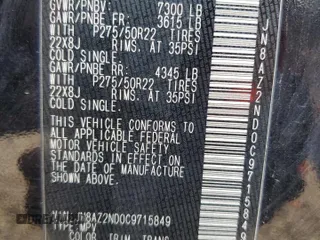 GVWR/PNBV: 7300 LB
GAWR/PNBE FR: 3615 LB
WITH P275/50R22 TIRES
22X8J RIMS, AT 35PSI
COLD SINGLE.
GAWR/PNBE RR: 4345 LB
WITH P275/50R22 TIRES
22X8J RIMS, AT 35PSI
COLD SINGLE.
THIS VEHICLE CONFORMS TO
ALL APPLICABLE FEDERAL
MOTOR VEHICLE SAFETY
STANDARDS IN EFFECT ON
THE DATE OF MANUFACTURE
SHOWN ABOVE.
JN8AZ2ND0C9715849
TYPE:MPV
COLOR TRIM TRANS
JN8AZ2ND0C9715849